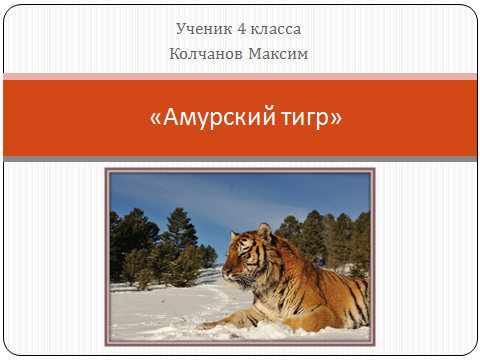 Ученик 4 класса
Колчанов Максим
«Амурский тигр»